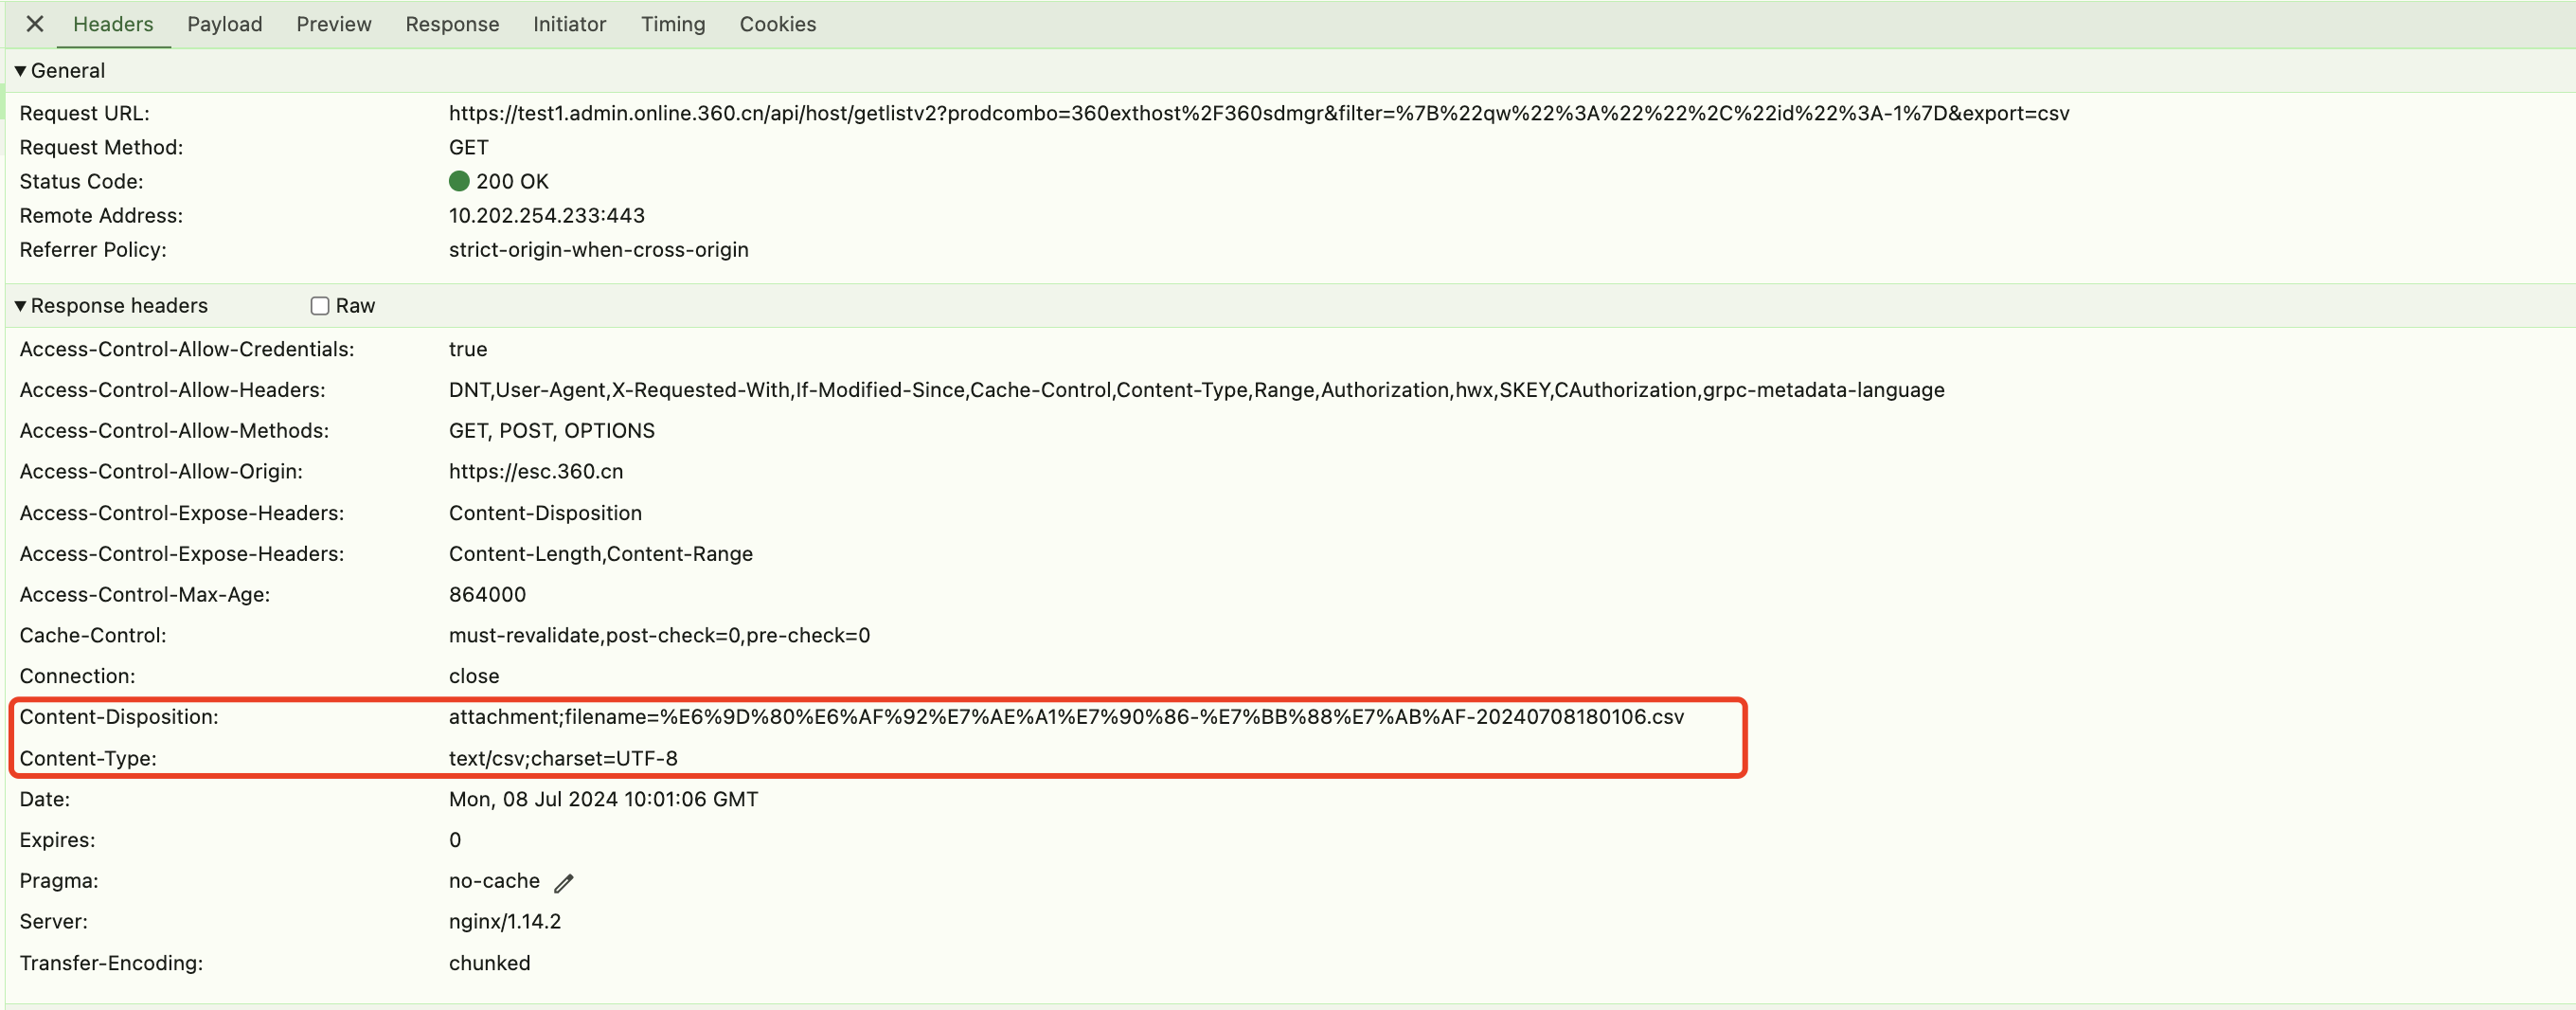 Headers Payload Preview Response Initiator Timing Cookies
General
Request URL: https://test1.admin.online.360.cn/api/host/getlistv2?prodcombo=360exthost%2F360sdmgr&filter=%7B%22qw%22%3A%22%22%2C%22id%22%3A-1%7D&export=csv
Request Method: GET
Status Code: 200 OK
Remote Address: 10.202.254.233:443
Referrer Policy: strict-origin-when-cross-origin
Response headers Raw
Access-Control-Allow-Credentials: true
Access-Control-Allow-Headers: DNT,User-Agent,X-Requested-With,If-Modified-Since,Cache-Control,Content-Type,Range,Authorization,hwx,SKEY,CAuthorization,grpc-metadata-language
Access-Control-Allow-Methods: GET, POST, OPTIONS
Access-Control-Allow-Origin: https://esc.360.cn
Access-Control-Expose-Headers: Content-Disposition
Access-Control-Expose-Headers: Content-Length,Content-Range
Access-Control-Max-Age: 864000
Cache-Control: must-revalidate,post-check=0,pre-check=0
Connection: close
Content-Disposition: attachment;filename=%E6%9D%80%E6%AF%92%E7%AE%A1%E7%90%86-%E7%BB%88%E7%AB%AF-20240708180106.csv
Content-Type: text/csv;charset=UTF-8
Date: Mon, 08 Jul 2024 10:01:06 GMT
Expires: 0
Pragma: no-cache
Server: nginx/1.14.2
Transfer-Encoding: chunked